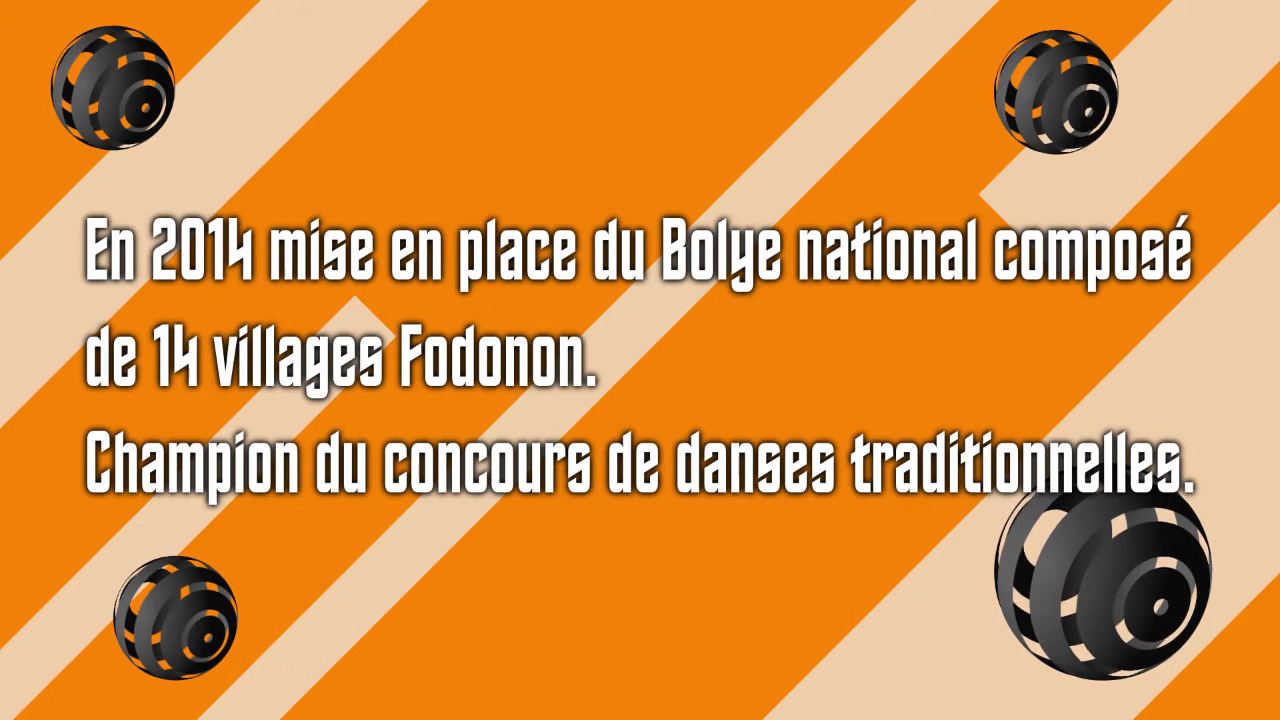 En 2014 mise en place du Bolye national composé
de 14 villages Fodonon.
Champion du concours de danses traditionnelles.